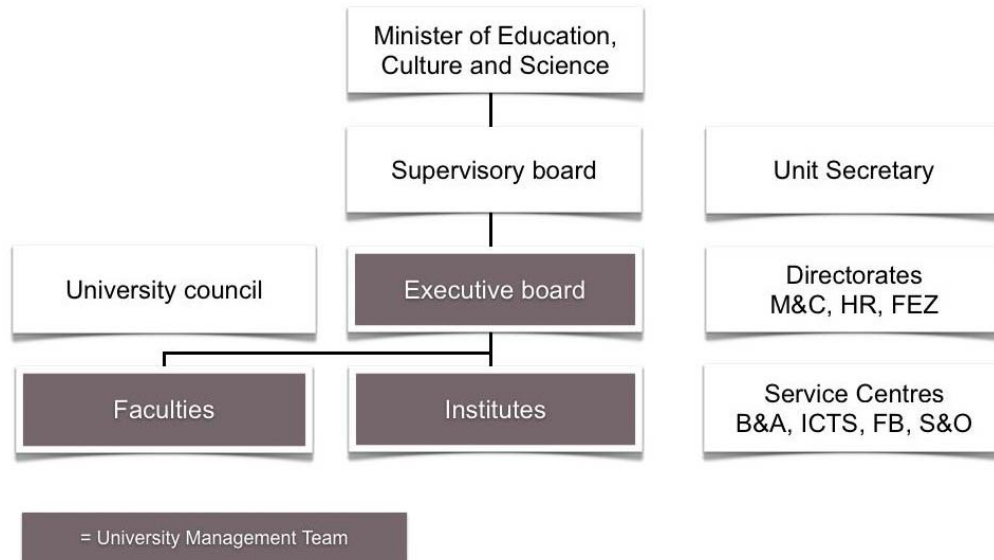 Minister of Education,
Culture and Science
Supervisory board
Unit Secretary
University council
Executive board
Directorates
M&C, HR, FEZ
Faculties
Institutes
Service Centres
B&A, ICTS, FB, S&O
= University Management Team